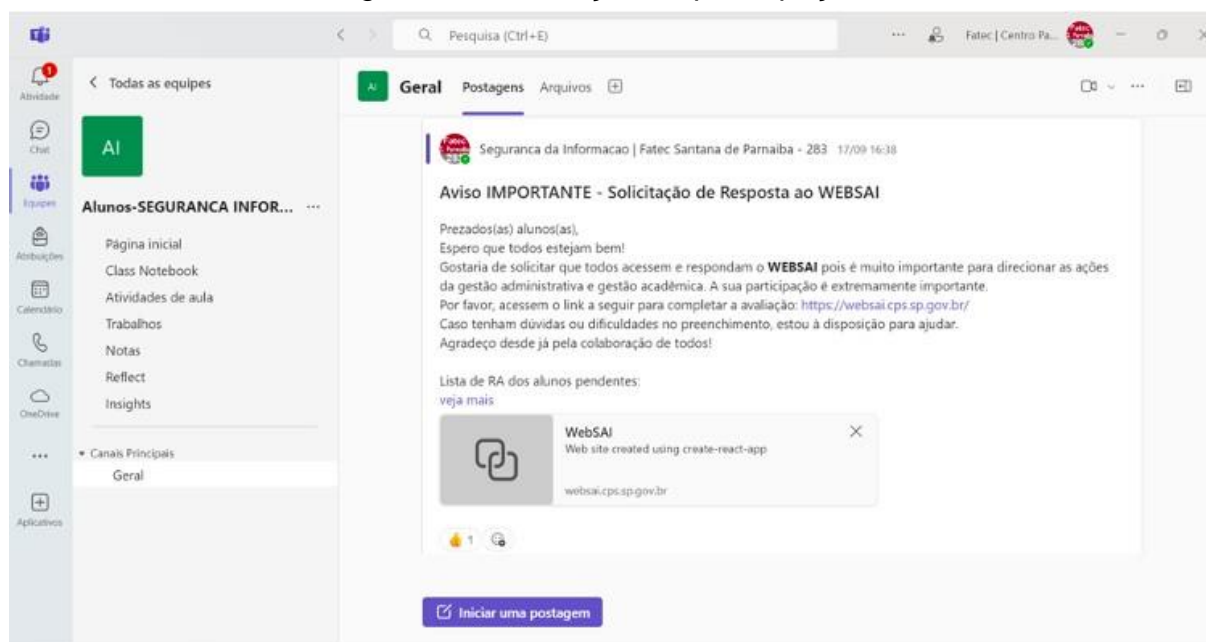 Pesquisa (Ctrl+E)
Fatec | Centro Pa...
Atividade
Chat
Equipes
Atribuições
Calendário
Chamadas
OneDrive
Aplicativos
Todas as equipes
AI
Alunos-SEGURANCA INFOR... ...
Página inicial
Class Notebook
Atividades de aula
Trabalhos
Notas
Reflect
Insights
Canais Principais
Geral
AI Geral Postagens Arquivos
Seguranca da Informacao | Fatec Santana de Parnaiba - 283 17/09 16:38
Aviso IMPORTANTE - Solicitação de Resposta ao WEBSAI
Prezados(as) alunos(as),
Espero que todos estejam bem!
Gostaria de solicitar que todos acessem e respondam o WEBSAI pois é muito importante para direcionar as ações
da gestão administrativa e gestão acadêmica. A sua participação é extremamente importante.
Por favor, acessem o link a seguir para completar a avaliação: https://websai.cps.sp.gov.br/
Caso tenham dúvidas ou dificuldades no preenchimento, estou à disposição para ajudar.
Agradeço desde já pela colaboração de todos!
Lista de RA dos alunos pendentes:
veja mais
WebSAI
Web site created using create-react-app
websai.cps.sp.gov.br
1
Iniciar uma postagem